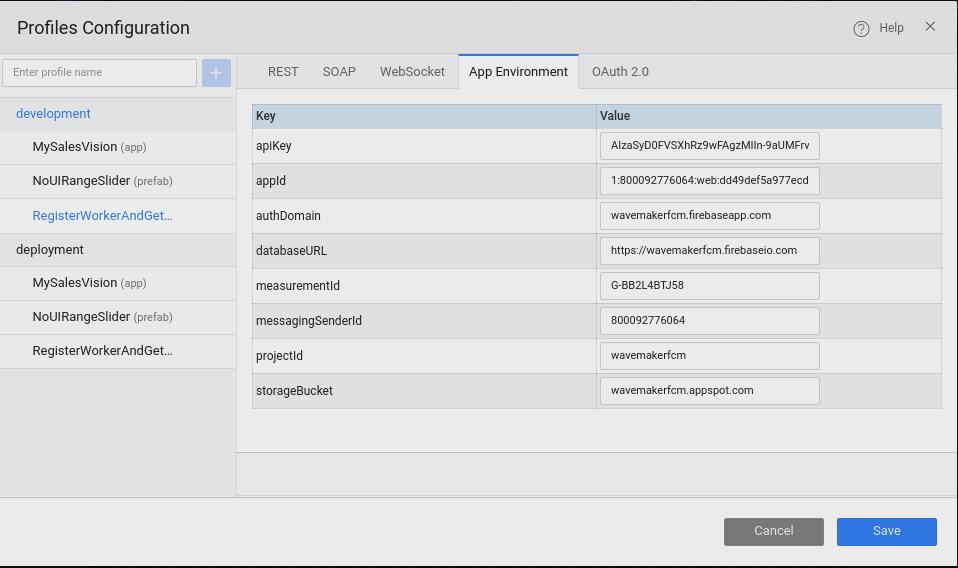 Profiles Configuration
Help
Enter profile name
+
REST SOAP WebSocket App Environment OAuth 2.0
development
MySalesVision (app)
NoUIRangeSlider (prefab)
RegisterWorkerAndGet...
deployment
MySalesVision (app)
NoUIRangeSlider (prefab)
RegisterWorkerAndGet...
Key Value
apiKey AIzaSyD0FVSXhRz9wFAgzMIIn-9aUMFrv
appId 1:800092776064:web:dd49def5a977ecd
authDomain wavemakerfcm.firebaseapp.com
databaseURL https://wavemakerfcm.firebaseio.com
measurementId G-BB2L4BTJ58
messagingSenderId 800092776064
projectId wavemakerfcm
storageBucket wavemakerfcm.appspot.com
Cancel Save